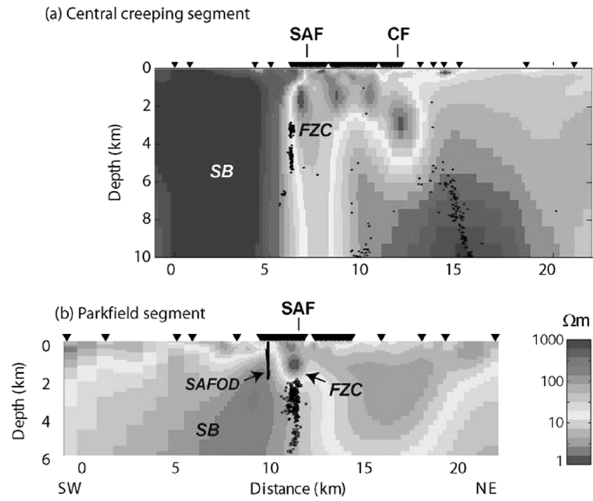 (a) Central creeping segment
SAF CF
0
2
4
6
8
10
Depth (km)
FZC
SB
0 5 10 15 20
(b) Parkfield segment
SAF
0
2
4
6
Depth (km)
SAFOD
FZC
SB
0 5 10 15 20
SW Distance (km) NE
Ωm
1000
100
10
1